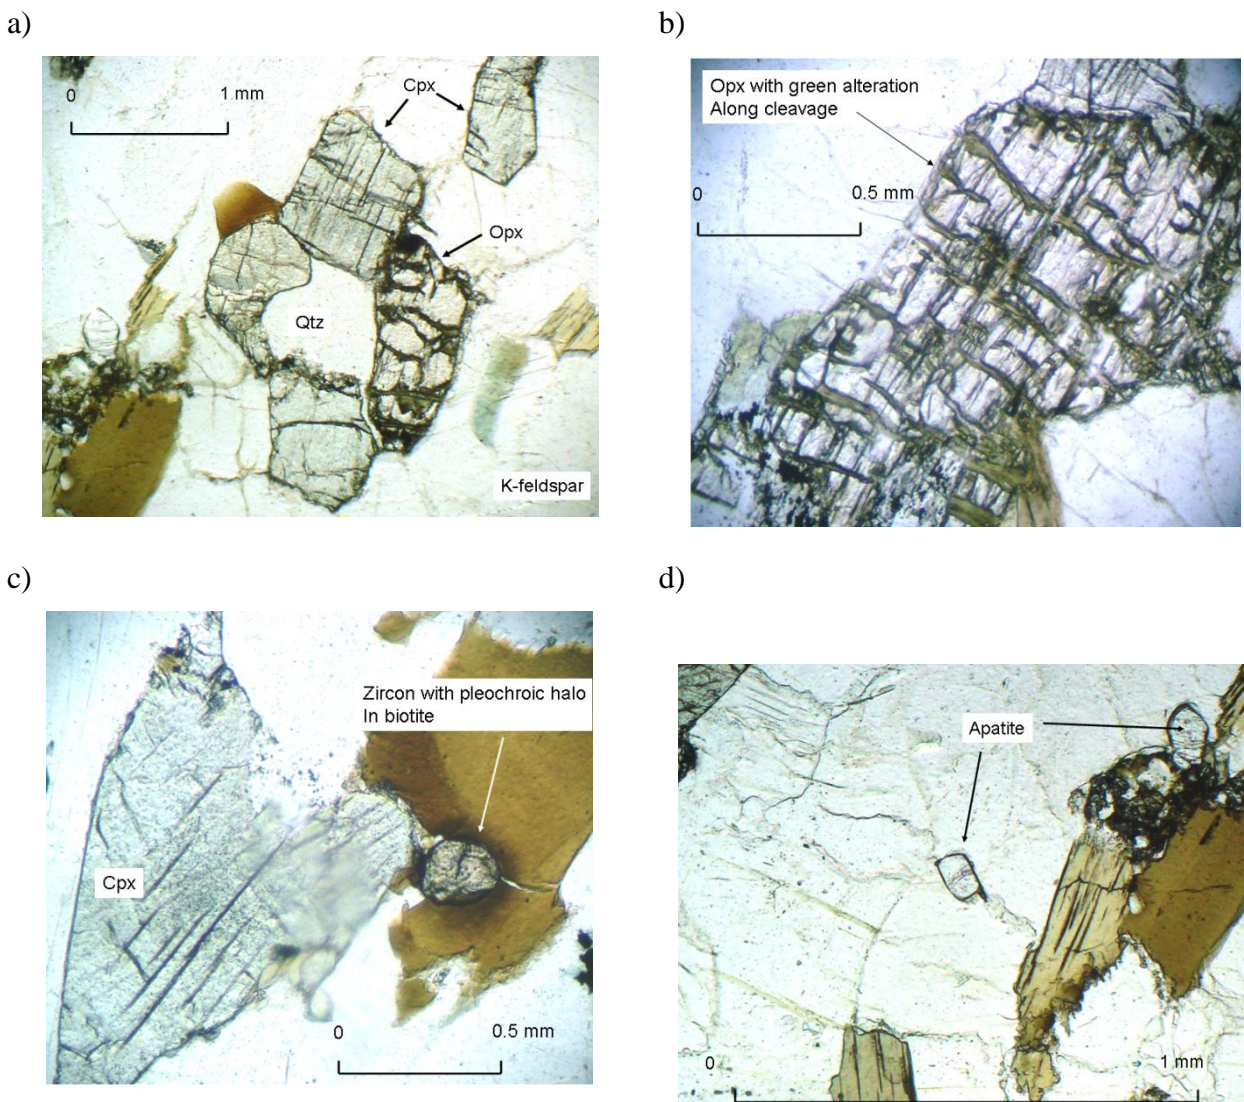 a)
0
1 mm
Cpx
Opx
Qtz
K-feldspar
b)
Opx with green alteration
Along cleavage
0
0.5 mm
c)
Zircon with pleochroic halo
In biotite
Cpx
0
0.5 mm
d)
Apatite
0
1 mm